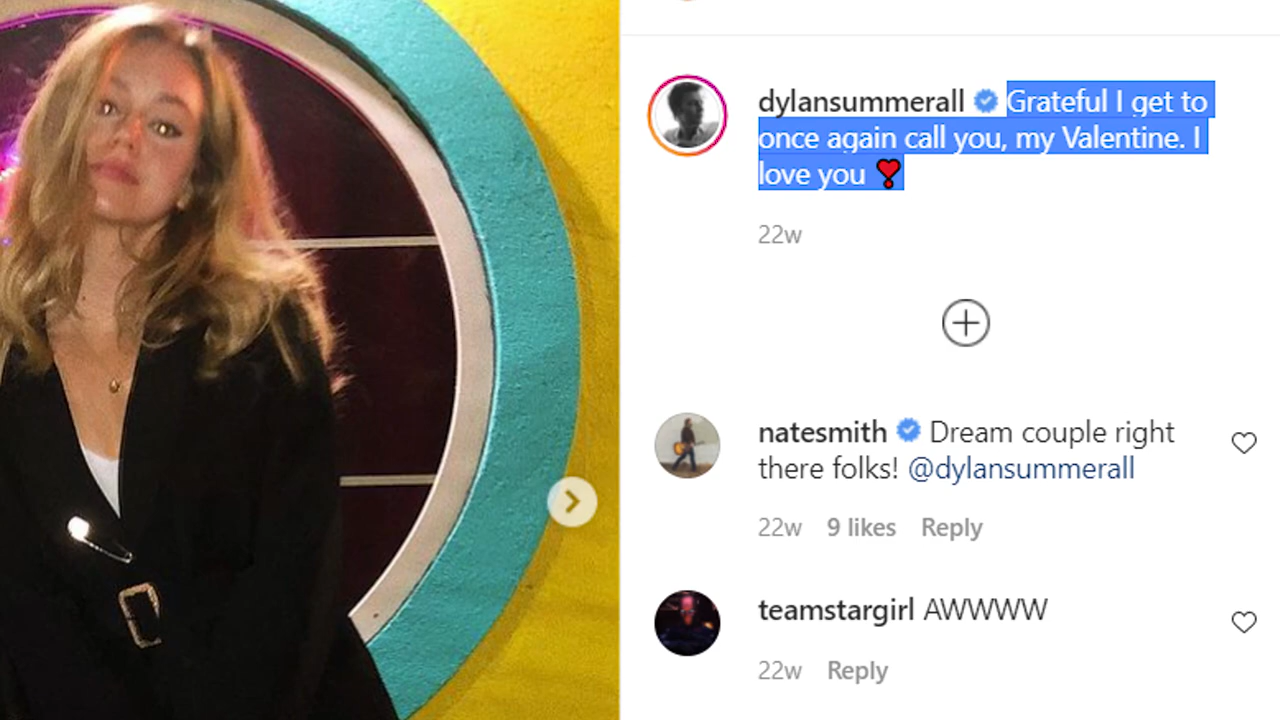 dylansummerall Grateful I get to
once again call you, my Valentine. I
love you ❣️
22w
natesmith Dream couple right
there folks! @dylansummerall
22w 9 likes Reply
teamstargirl AWWWW
22w Reply